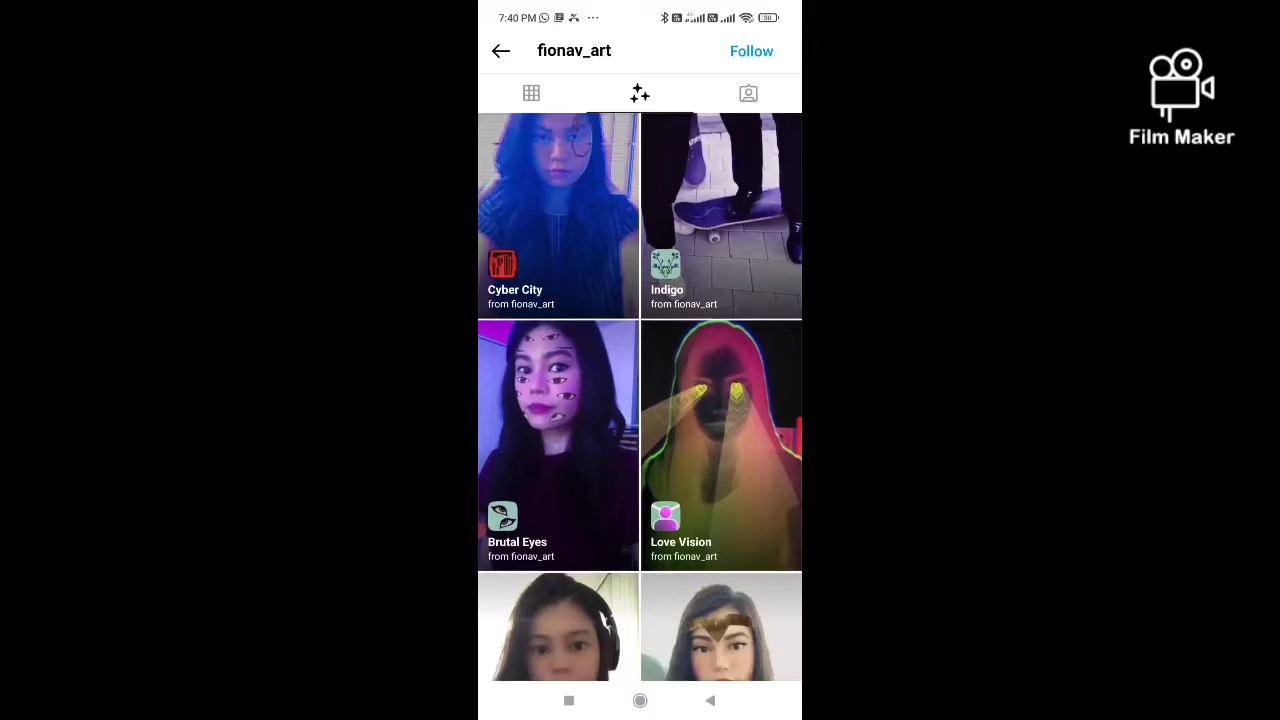 7:40 PM
38
fionav_art
Follow
Film Maker
Cyber City
from fionav_art
Indigo
from fionav_art
Brutal Eyes
from fionav_art
Love Vision
from fionav_art